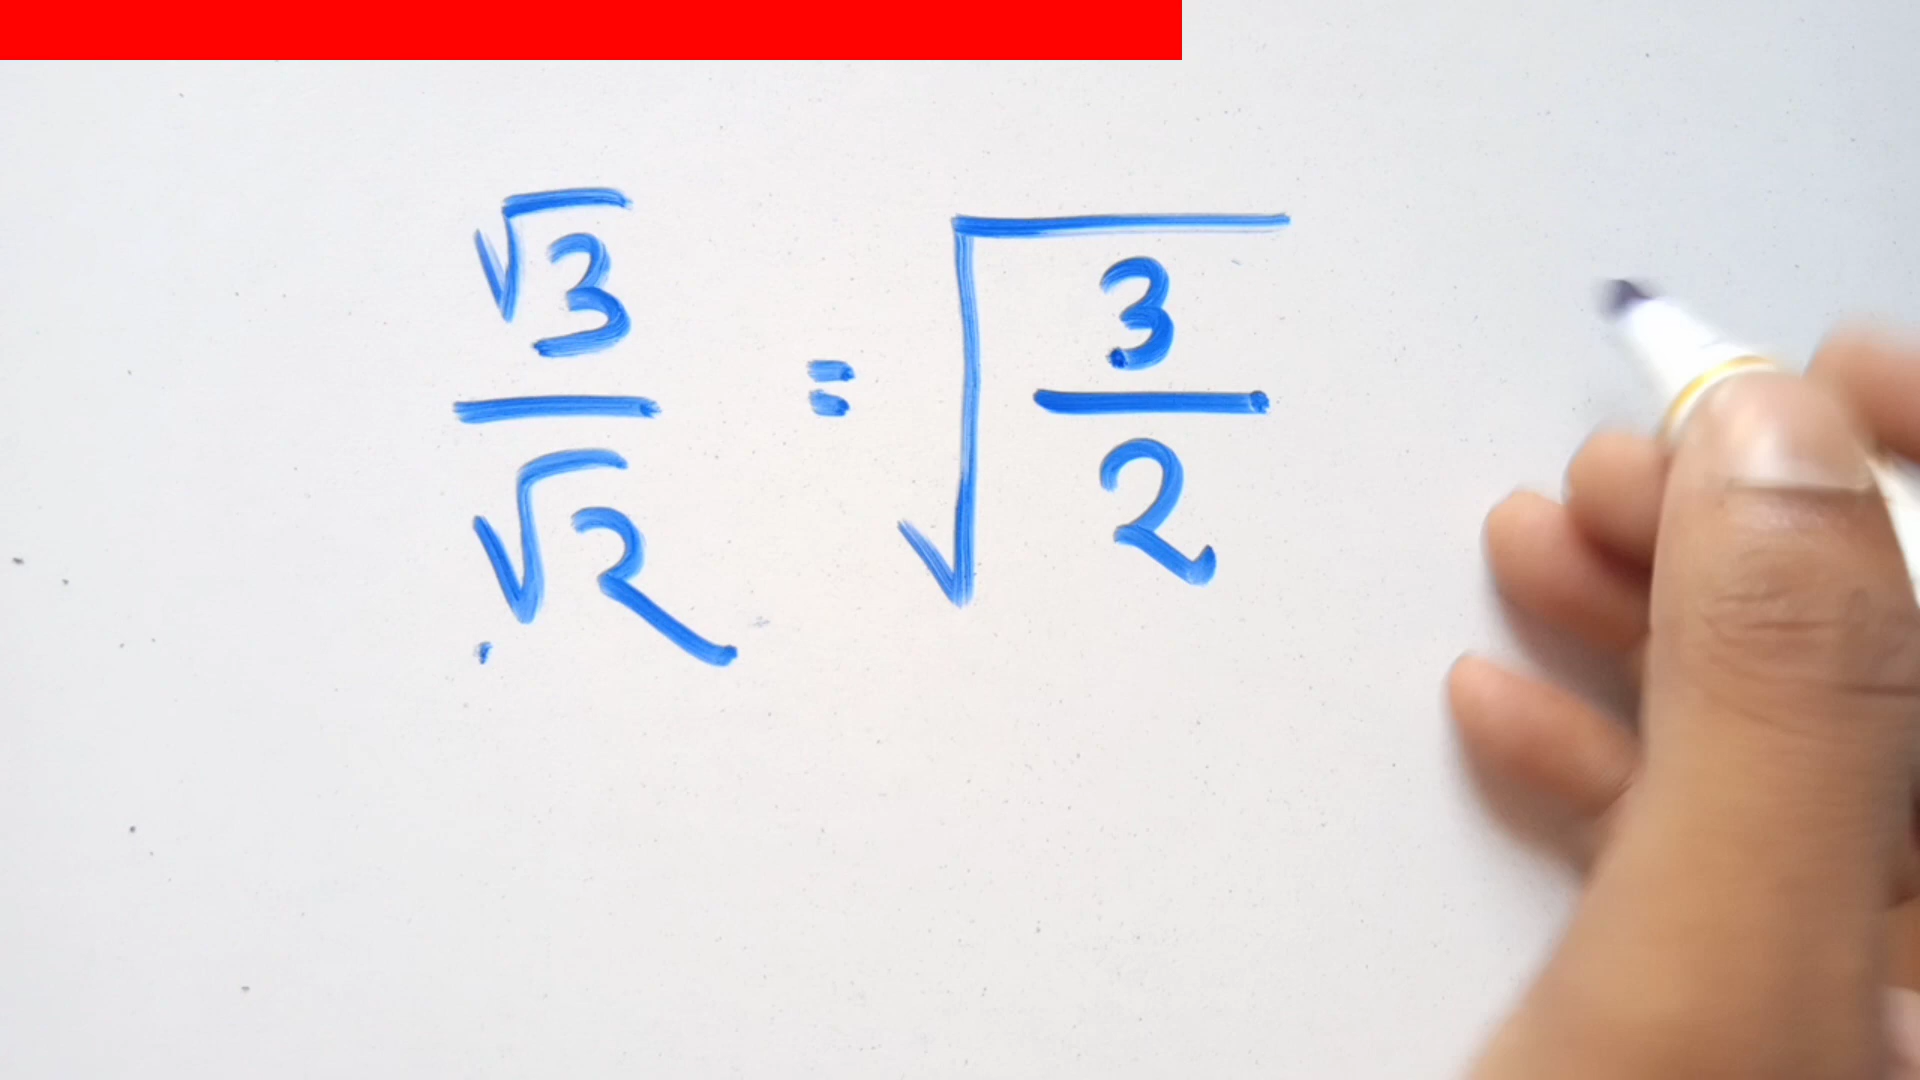 √3/√2 = √(3/2)